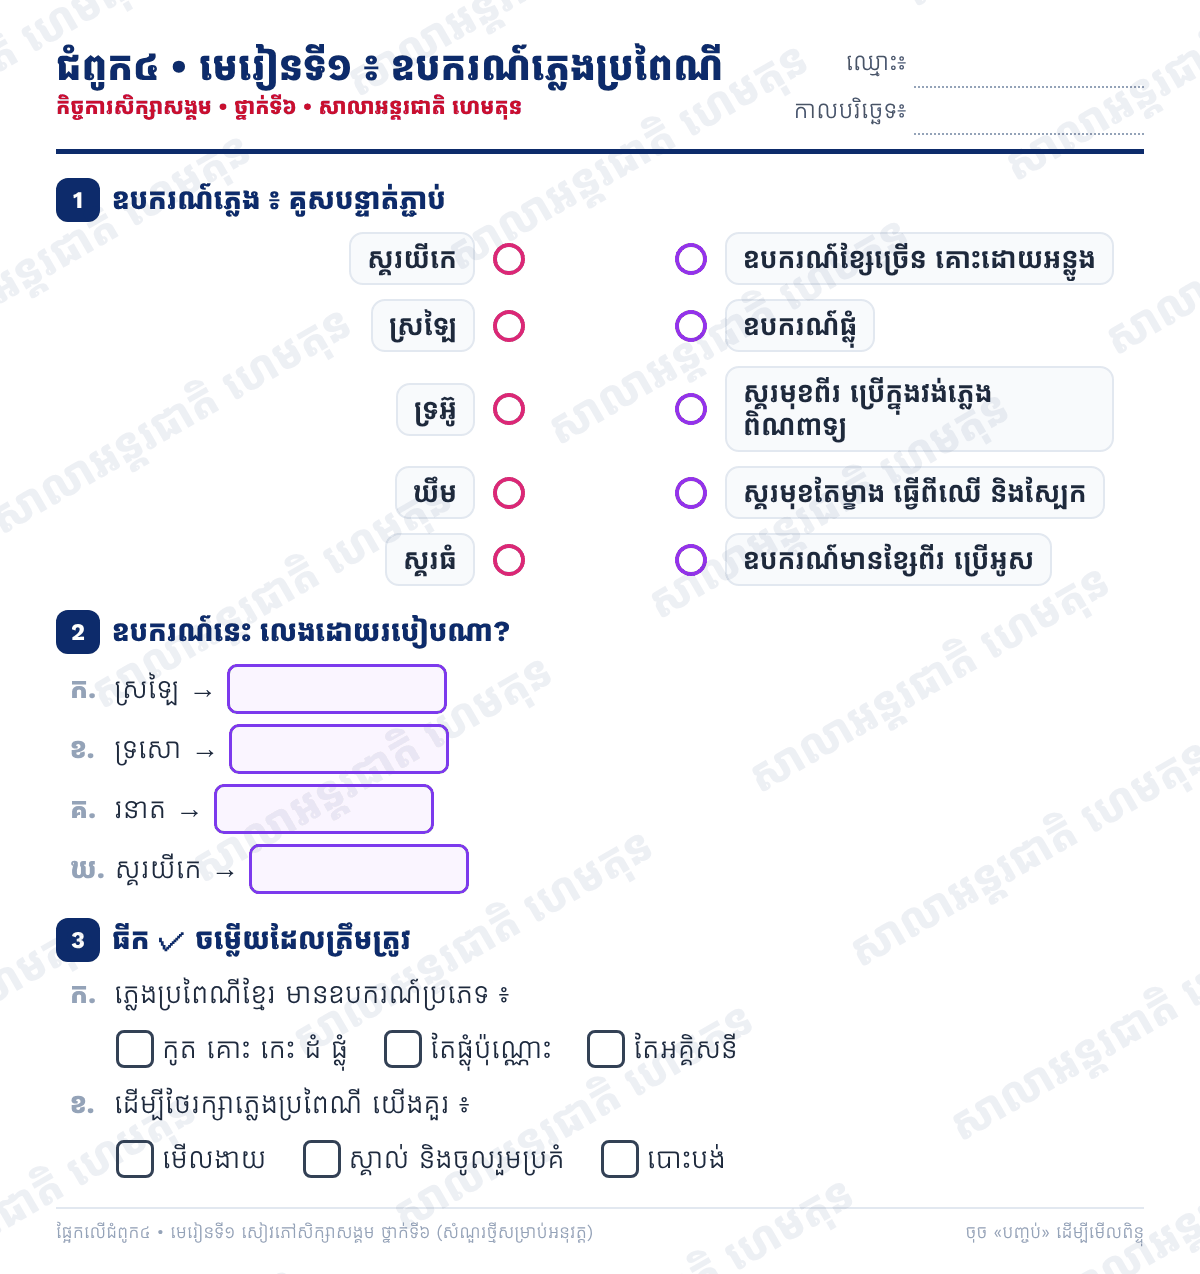 ជំពូក៤ • មេរៀនទី១ ៖ ឧបករណ៍ភ្លេងប្រពៃណី
ឈ្មោះ៖
កិច្ចការសិក្សាសង្គម • ថ្នាក់ទី៦ • សាលាអន្តរជាតិ ហេមតុន
កាលបរិច្ឆេទ៖
1 ឧបករណ៍ភ្លេង ៖ គូសបន្ទាត់ភ្ជាប់
ស្គរយីកេ ឧបករណ៍ខ្សែច្រើន គោះដោយអន្លូង
ស្រឡៃ ឧបករណ៍ផ្លុំ
ទ្រអ៊ូ ស្គរមុខពីរ ប្រើក្នុងវង់ភ្លេង
ពិណពាទ្យ
ឃឹម ស្គរមុខតែម្ខាង ធ្វើពីឈើ និងស្បែក
ស្គរធំ ឧបករណ៍មានខ្សែពីរ ប្រើអូស
2 ឧបករណ៍នេះ លេងដោយរបៀបណា?
ក. ស្រឡៃ →
ខ. ទ្រសោ →
គ. រនាត →
ឃ. ស្គរយីកេ →
3 ធីក ✓ ចម្លើយដែលត្រឹមត្រូវ
ក. ភ្លេងប្រពៃណីខ្មែរ មានឧបករណ៍ប្រភេទ ៖
កូត គោះ កេះ ដំ ផ្លុំ តែផ្លុំប៉ុណ្ណោះ តែអគ្គិសនី
ខ. ដើម្បីថែរក្សាភ្លេងប្រពៃណី យើងគួរ ៖
មើលងាយ ស្គាល់ និងចូលរួមប្រគំ បោះបង់
ផ្អែកលើជំពូក៤ • មេរៀនទី១ សៀវភៅសិក្សាសង្គម ថ្នាក់ទី៦ (សំណួរថ្មីសម្រាប់អនុវត្ត)
ចុច «បញ្ចប់» ដើម្បីមើលពិន្ទុ